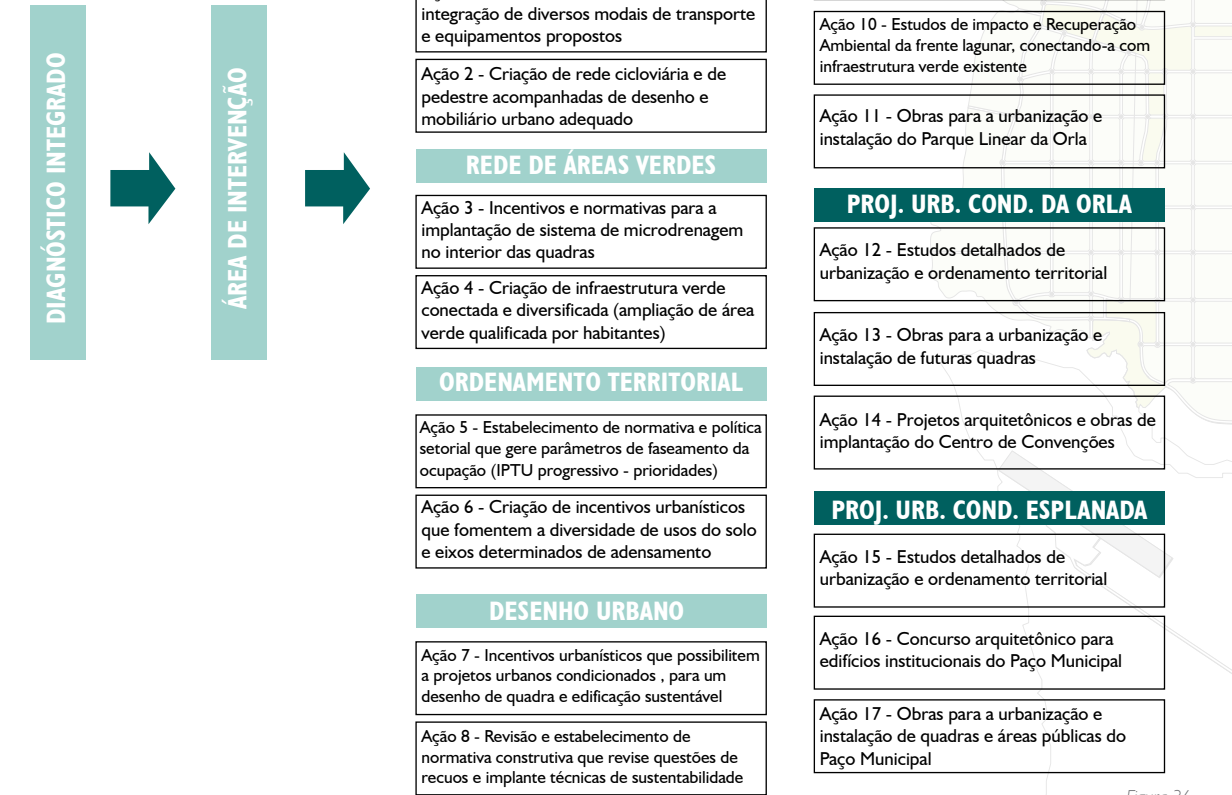 DIAGNÓSTICO INTEGRADO
ÁREA DE INTERVENÇÃO
integração de diversos modais de transporte
e equipamentos propostos
Ação 2 - Criação de rede cicloviária e de
pedestre acompanhadas de desenho e
mobiliário urbano adequado
REDE DE ÁREAS VERDES
Ação 3 - Incentivos e normativas para a
implantação de sistema de microdrenagem
no interior das quadras
Ação 4 - Criação de infraestrutura verde
conectada e diversificada (ampliação de área
verde qualificada por habitantes)
ORDENAMENTO TERRITORIAL
Ação 5 - Estabelecimento de normativa e política
setorial que gere parâmetros de faseamento da
ocupação (IPTU progressivo - prioridades)
Ação 6 - Criação de incentivos urbanísticos
que fomentem a diversidade de usos do solo
e eixos determinados de adensamento
DESENHO URBANO
Ação 7 - Incentivos urbanísticos que possibilitem
a projetos urbanos condicionados , para um
desenho de quadra e edificação sustentável
Ação 8 - Revisão e estabelecimento de
normativa construtiva que revise questões de
recuos e implante técnicas de sustentabilidade
Ação 10 - Estudos de impacto e Recuperação
Ambiental da frente lagunar, conectando-a com
infraestrutura verde existente
Ação 11 - Obras para a urbanização e
instalação do Parque Linear da Orla
PROJ. URB. COND. DA ORLA
Ação 12 - Estudos detalhados de
urbanização e ordenamento territorial
Ação 13 - Obras para a urbanização e
instalação de futuras quadras
Ação 14 - Projetos arquitetônicos e obras de
implantação do Centro de Convenções
PROJ. URB. COND. ESPLANADA
Ação 15 - Estudos detalhados de
urbanização e ordenamento territorial
Ação 16 - Concurso arquitetônico para
edifícios institucionais do Paço Municipal
Ação 17 - Obras para a urbanização e
instalação de quadras e áreas públicas do
Paço Municipal